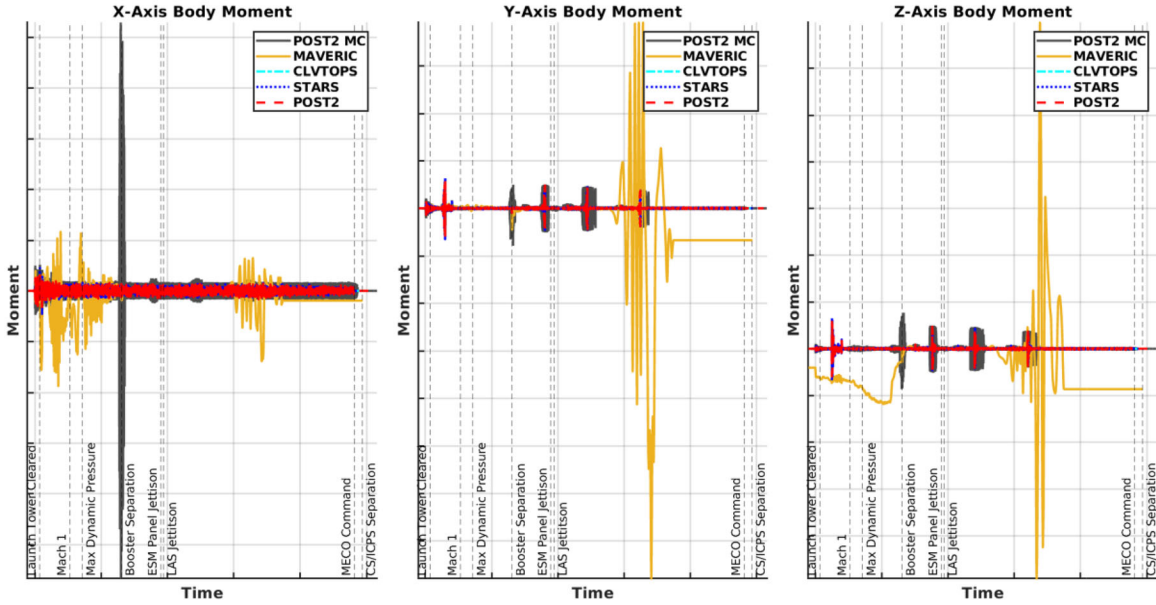 X-Axis Body Moment
POST2 MC
MAVERIC
CLVTOPS
STARS
POST2
Moment
Launch Tower Cleared
Mach 1
Max Dynamic Pressure
Booster Separation
ESM Panel Jettison
LAS Jettitson
MECO Command
CS/ICPS Separation
Time
Y-Axis Body Moment
POST2 MC
MAVERIC
CLVTOPS
STARS
POST2
Moment
Launch Tower Cleared
Mach 1
Max Dynamic Pressure
Booster Separation
ESM Panel Jettison
LAS Jettitson
MECO Command
CS/ICPS Separation
Time
Z-Axis Body Moment
POST2 MC
MAVERIC
CLVTOPS
STARS
POST2
Moment
Launch Tower Cleared
Mach 1
Max Dynamic Pressure
Booster Separation
ESM Panel Jettison
LAS Jettitson
MECO Command
CS/ICPS Separation
Time